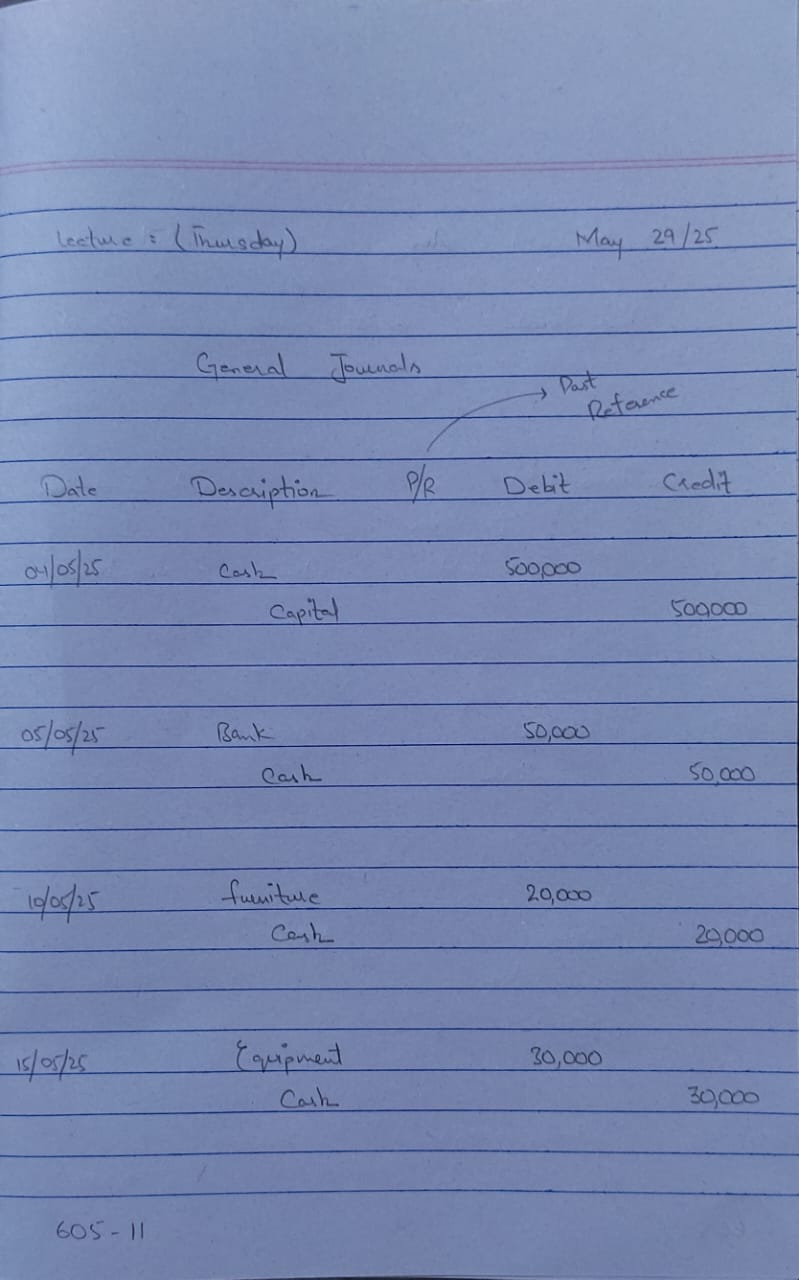 Lecture : (Thursday) May 29/25
General Journals
Past
Reference
Date Description P/R Debit Credit
04/05/25 Cash 500,000
Capital 500,000
05/05/25 Bank 50,000
Cash 50,000
10/05/25 furniture 20,000
Cash 20,000
15/05/25 Equipment 30,000
Cash 30,000
605-11